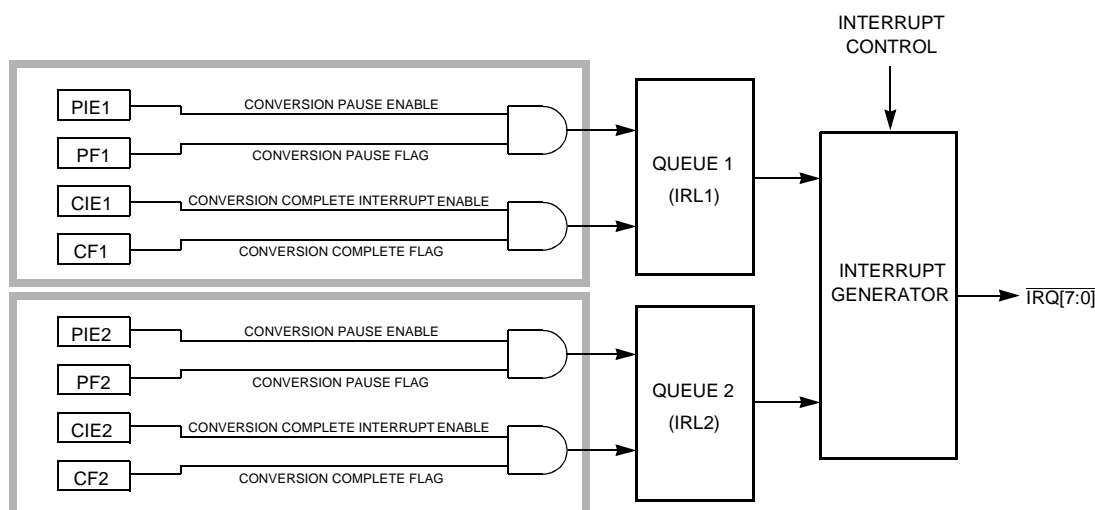 INTERRUPT
CONTROL
PIE1
CONVERSION PAUSE ENABLE
PF1
CONVERSION PAUSE FLAG
CIE1
CONVERSION COMPLETE INTERRUPT ENABLE
CF1
CONVERSION COMPLETE FLAG
QUEUE 1
(IRL1)
INTERRUPT
GENERATOR
IRQ[7:0]
PIE2
CONVERSION PAUSE ENABLE
PF2
CONVERSION PAUSE FLAG
CIE2
CONVERSION COMPLETE INTERRUPT ENABLE
CF2
CONVERSION COMPLETE FLAG
QUEUE 2
(IRL2)